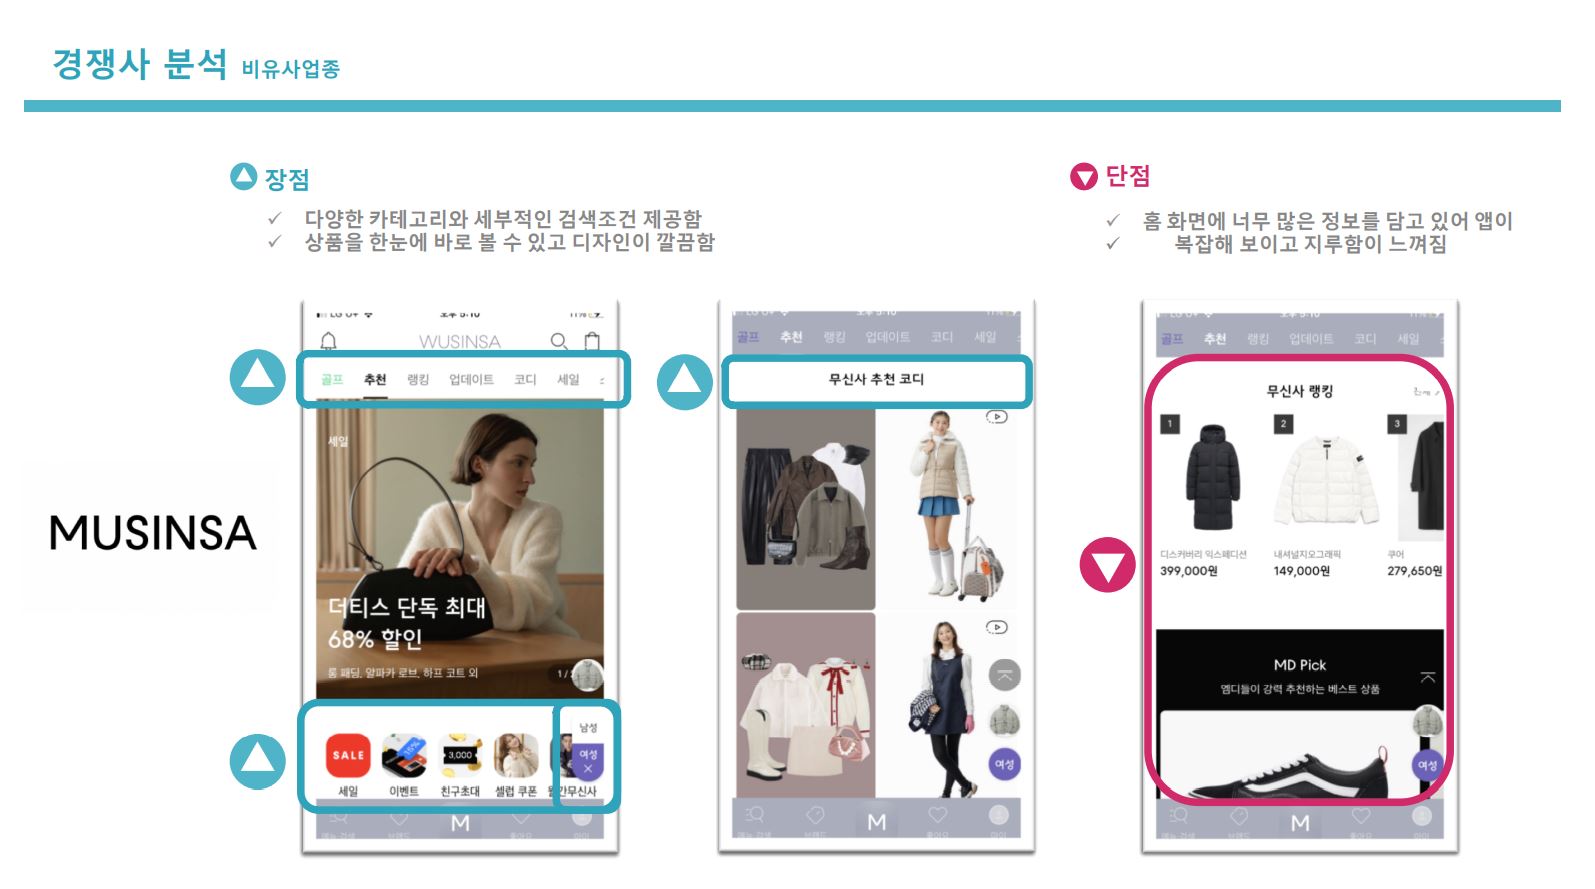 경쟁사 분석 비유사업종
장점
다양한 카테고리와 세부적인 검색조건 제공함
상품을 한눈에 바로 볼 수 있고 디자인이 깔끔함
단점
홈 화면에 너무 많은 정보를 담고 있어 앱이
복잡해 보이고 지루함이 느껴짐
MUSINSA
WUSINSA
골프 추천 랭킹 업데이트 코디 세일
세일
더티스 단독 최대
68% 할인
롱 패딩, 알파카 로브, 하프 코트 외
1/
남성
여성
SALE
15%
3,000
세일 이벤트 친구초대 셀럽 쿠폰 월간무신사
M
골프 추천 랭킹 업데이트 코디 세일
무신사 추천 코디
여성
M
골프 추천 랭킹 업데이트 코디 세일
무신사 랭킹
1 2 3
디스커버리 익스페디션 내셔널지오그래픽 쿠어
399,000원 149,000원 279,650원
MD Pick
엠디들이 강력 추천하는 베스트 상품
여성
M